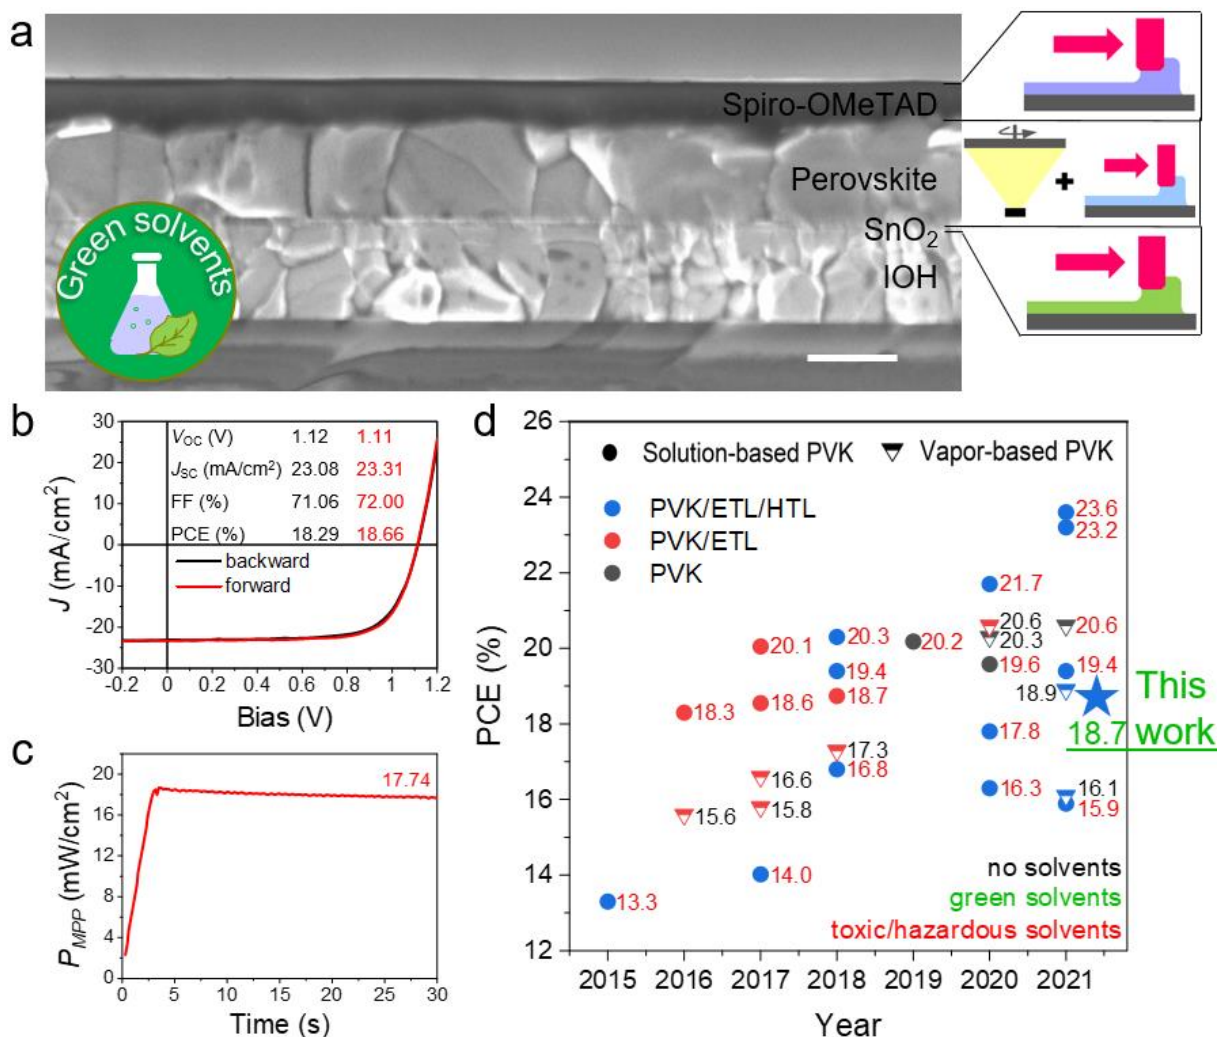 a
Spiro-OMeTAD
Perovskite
SnO₂
IOH
+
Green solvents
b
30
20
10
0
-10
-20
-30
J (mA/cm²)
V_OC (V) 1.12 1.11
J_SC (mA/cm²) 23.08 23.31
FF (%) 71.06 72.00
PCE (%) 18.29 18.66
backward
forward
-0.2 0 0.2 0.4 0.6 0.8 1 1.2
Bias (V)
c
20
16
12
8
4
0
P_MPP (mW/cm²)
17.74
0 5 10 15 20 25 30
Time (s)
d
26
24
22
20
18
16
14
12
PCE (%)
Solution-based PVK Vapor-based PVK
PVK/ETL/HTL
PVK/ETL
PVK
23.6
23.2
21.7
20.6
20.3
20.6
20.1
20.3
20.2
19.6
19.4
19.4
18.3
18.6
18.7
18.9
This
18.7 work
17.8
17.3
16.8
16.6
16.3
16.1
15.9
15.6
15.8
14.0
13.3
no solvents
green solvents
toxic/hazardous solvents
2015 2016 2017 2018 2019 2020 2021
Year